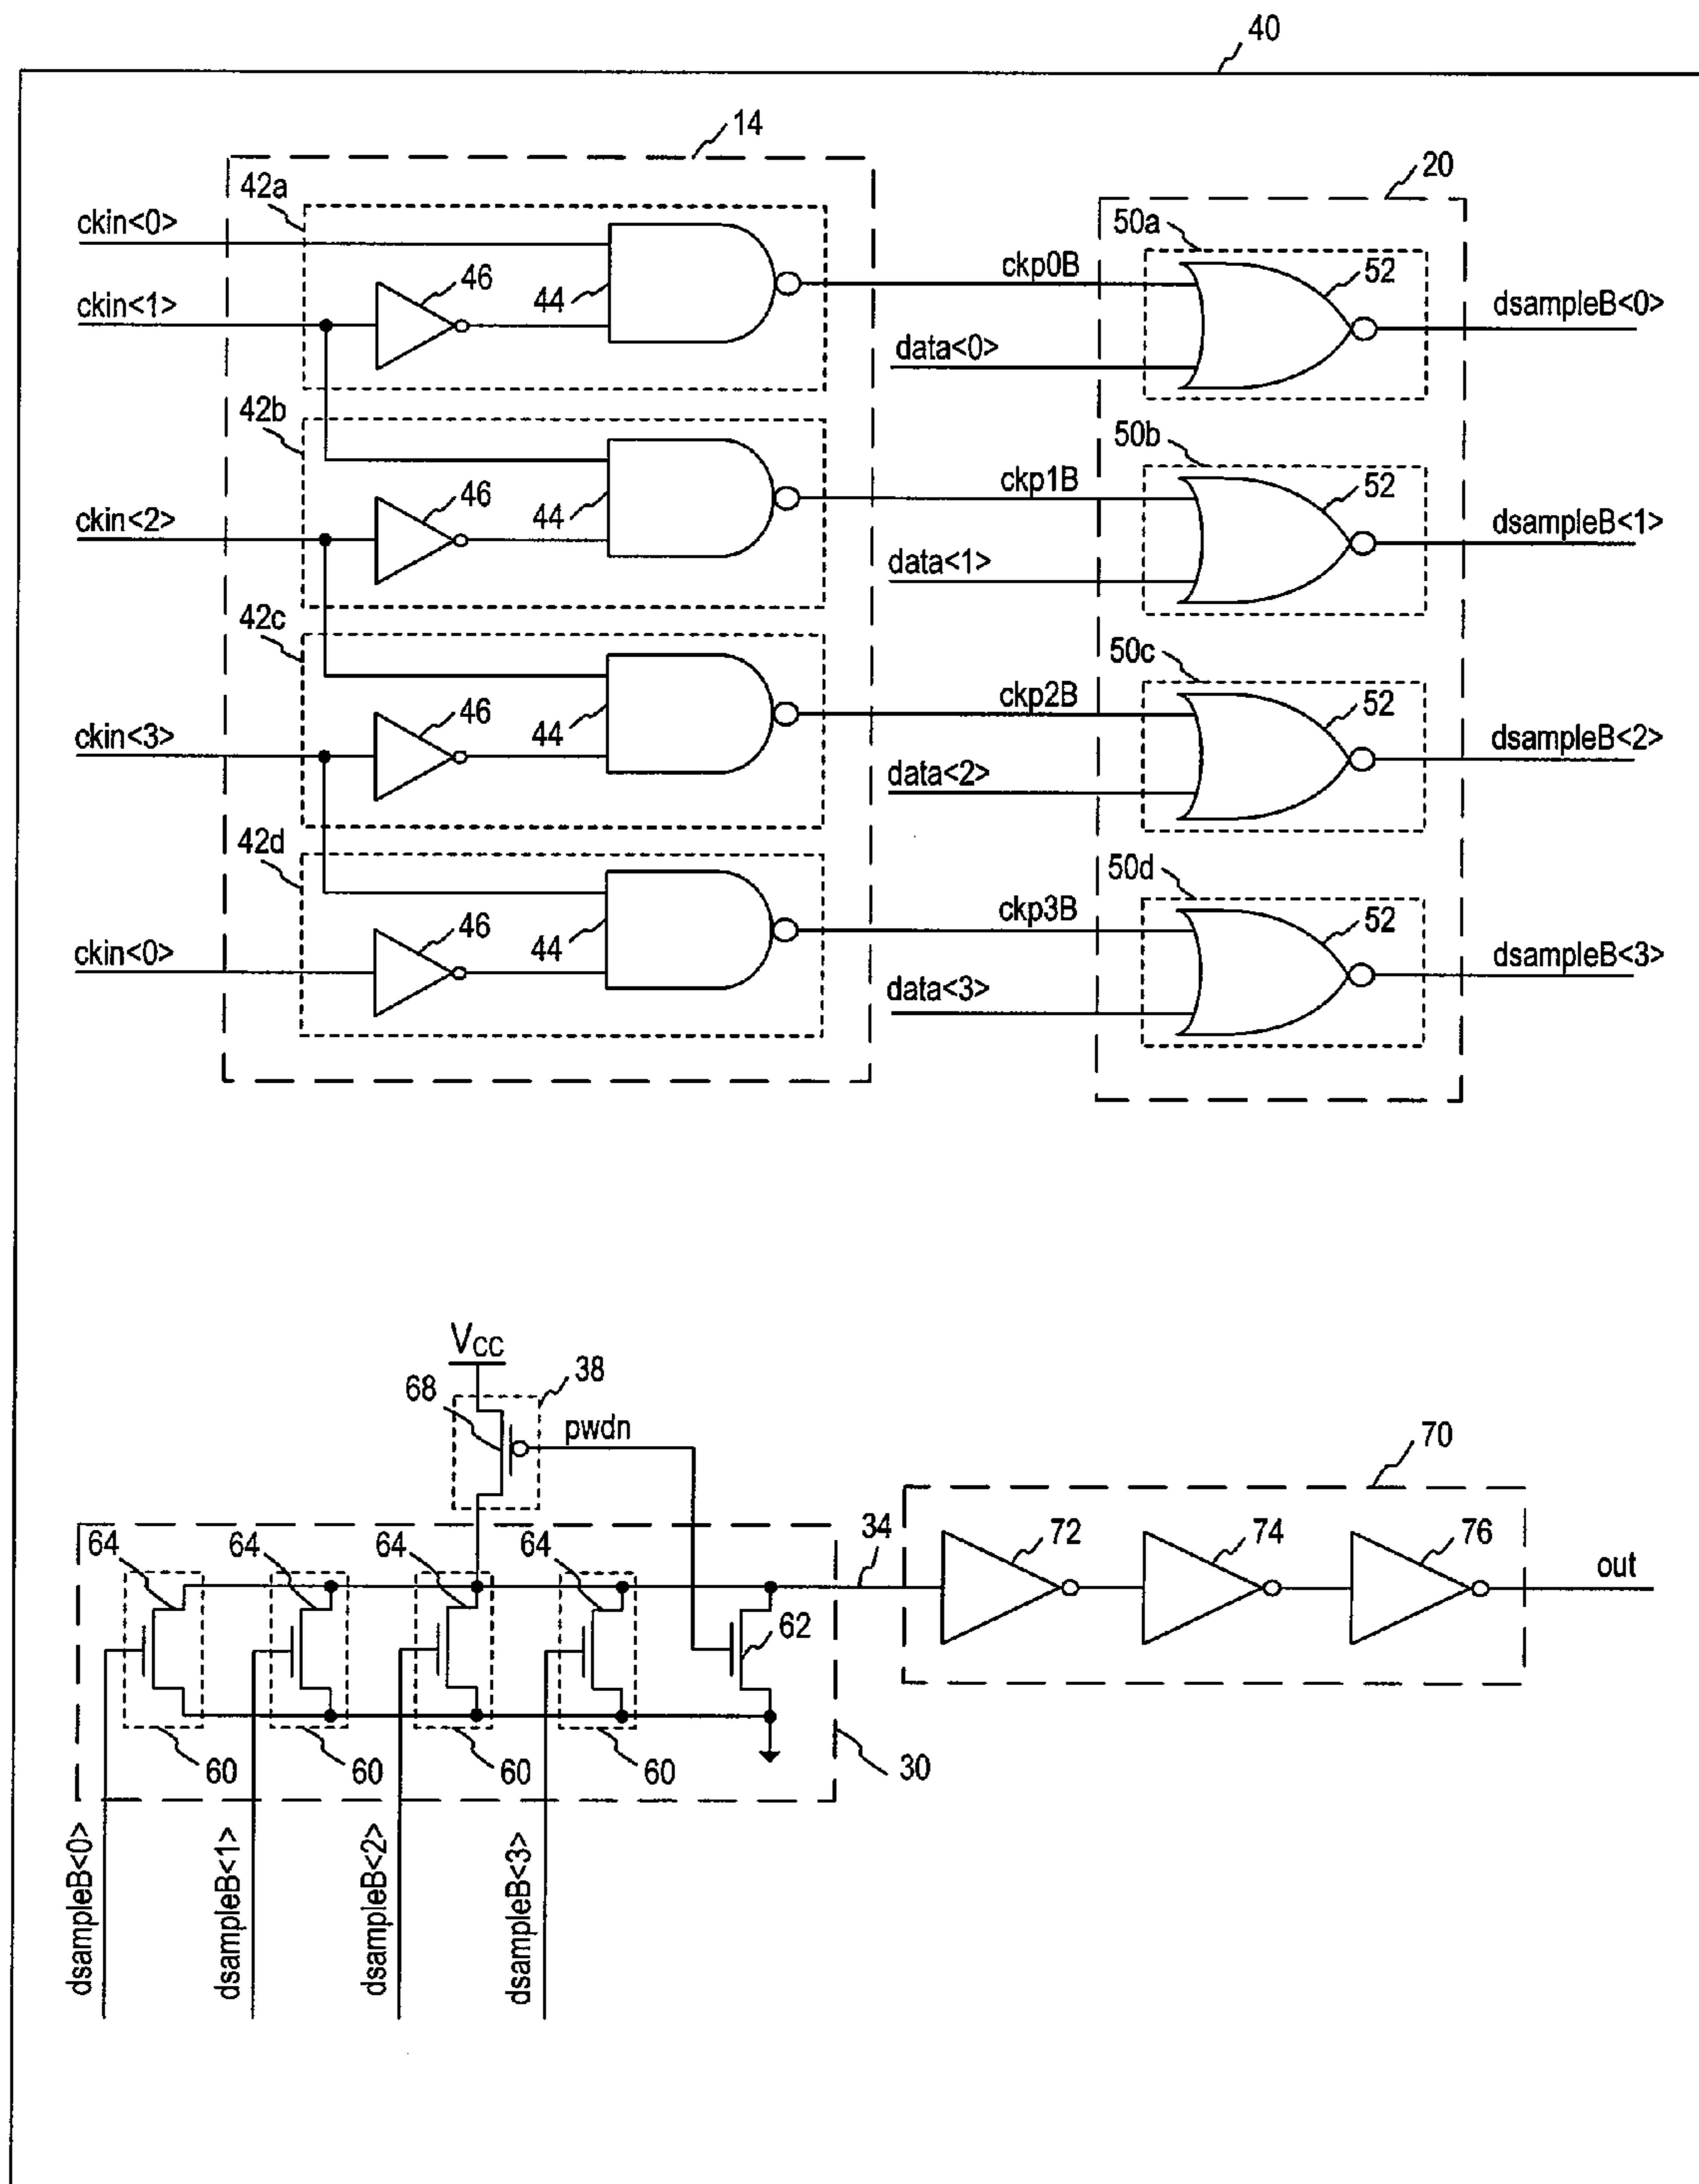 40
14
20
42a
50a
ckin<0>
46
44
ckp0B
52
dsampleB<0>
ckin<1>
data<0>
42b
50b
46
44
ckp1B
52
dsampleB<1>
ckin<2>
data<1>
42c
50c
46
44
ckp2B
52
dsampleB<2>
ckin<3>
data<2>
42d
50d
46
44
ckp3B
52
dsampleB<3>
ckin<0>
data<3>
VCC
68
38
pwdn
70
64
64
64
64
34
72
74
76
out
62
60
60
60
60
30
dsampleB<0>
dsampleB<1>
dsampleB<2>
dsampleB<3>